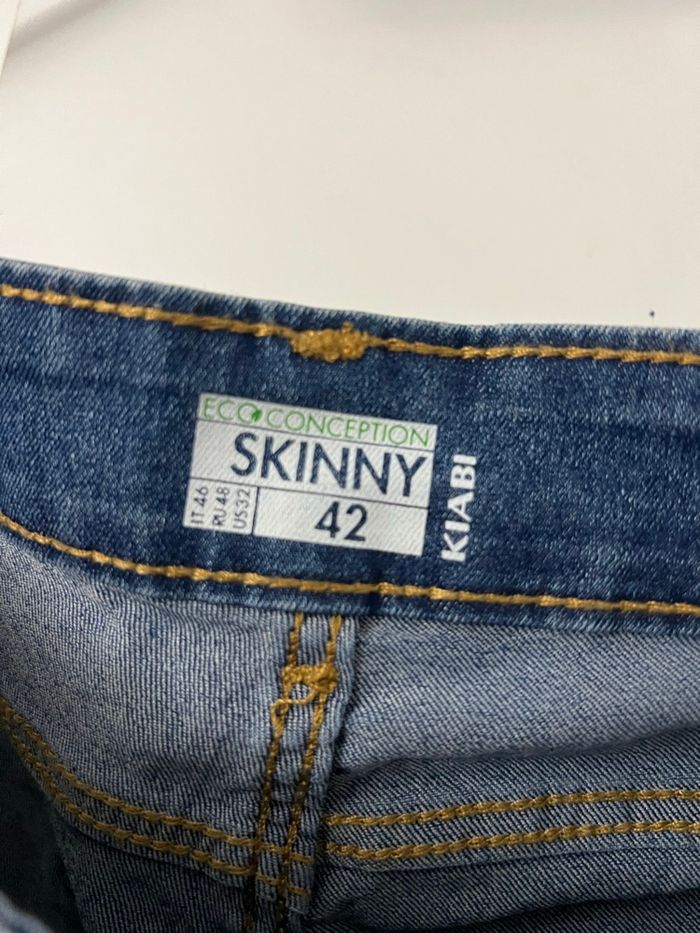 ECO CONCEPTION
SKINNY
IT 46
RU 48
US 32
42
KIABI